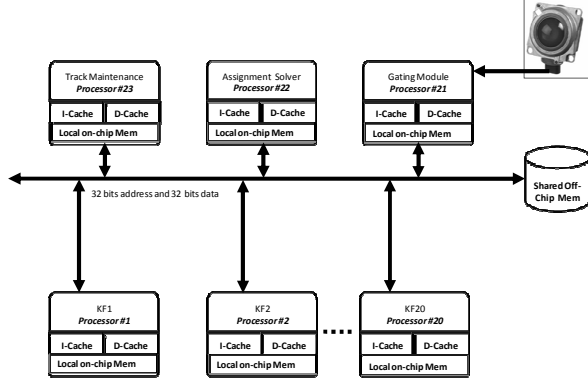 Track Maintenance
Processor #23
I-Cache D-Cache
Local on-chip Mem
Assignment Solver
Processor #22
I-Cache D-Cache
Local on-chip Mem
Gating Module
Processor #21
I-Cache D-Cache
Local on-chip Mem
32 bits address and 32 bits data
Shared Off-
Chip Mem
KF1
Processor #1
I-Cache D-Cache
Local on-chip Mem
KF2
Processor #2
I-Cache D-Cache
Local on-chip Mem
KF20
Processor #20
I-Cache D-Cache
Local on-chip Mem